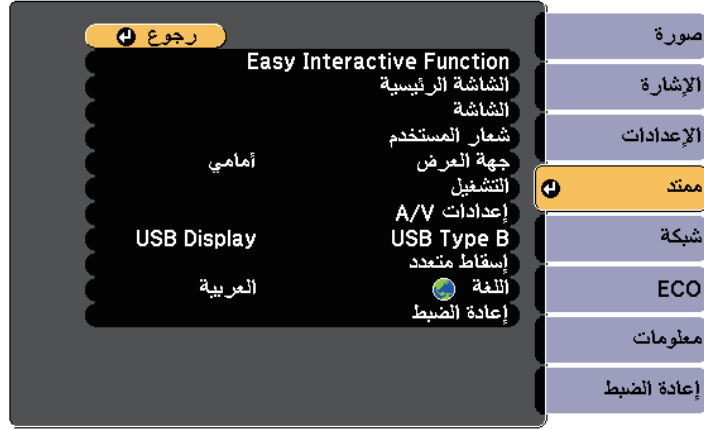 صورة
الإشارة
الإعدادات
ممتد
شبكة
ECO
معلومات
إعادة الضبط
رجوع
Easy Interactive Function
الشاشة الرئيسية
الشاشة
شعار المستخدم
جهة العرض أمامي
التشغيل
إعدادات A/V
USB Type B USB Display
إسقاط متعدد
اللغة العربية
إعادة الضبط